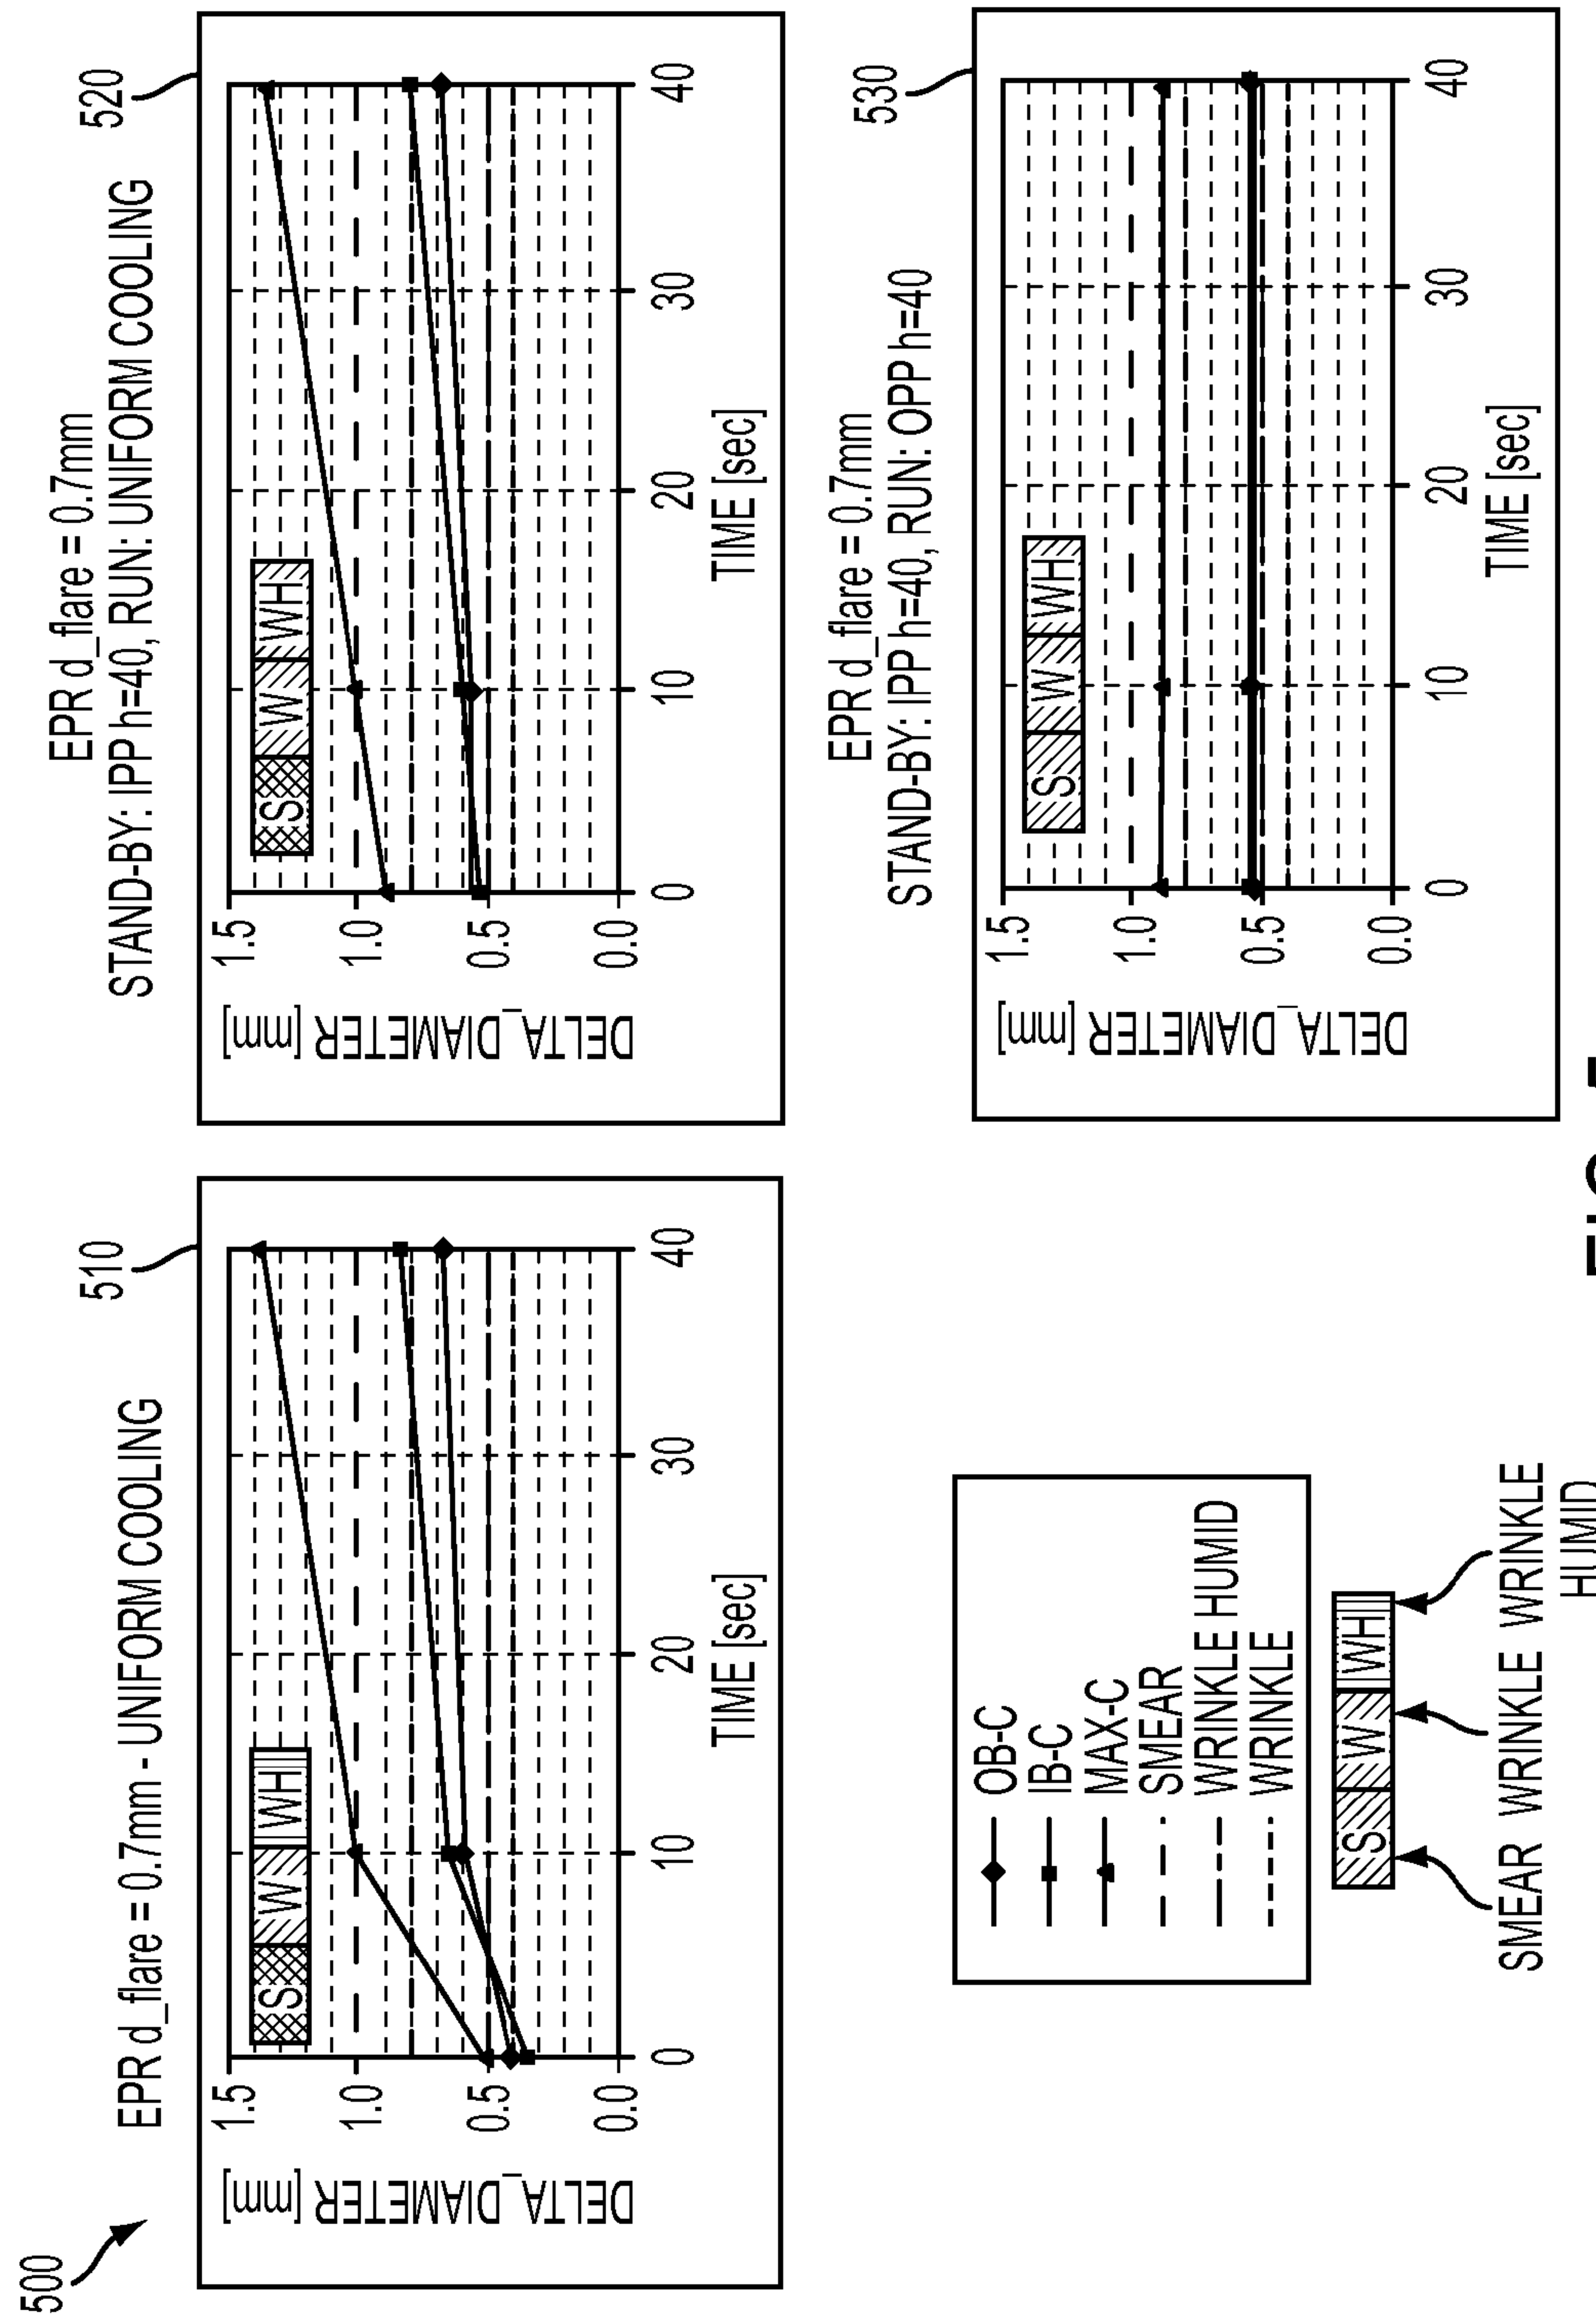 500
EPR d_flare = 0.7mm - UNIFORM COOLING
510
DELTA_DIAMETER [mm]
1.5
1.0
0.5
0.0
S W WH
0 10 20 30 40
TIME [sec]
EPR d_flare = 0.7mm
STAND-BY: IPP h=40, RUN: UNIFORM COOLING
520
DELTA_DIAMETER [mm]
1.5
1.0
0.5
0.0
S W WH
0 10 20 30 40
TIME [sec]
OB-C
IB-C
MAX-C
SMEAR
WRINKLE HUMID
WRINKLE
S W WH
SMEAR WRINKLE WRINKLE
HUMID
EPR d_flare = 0.7mm
STAND-BY: IPP h=40, RUN: OPP h=40
530
DELTA_DIAMETER [mm]
1.5
1.0
0.5
0.0
S W WH
0 10 20 30 40
TIME [sec]